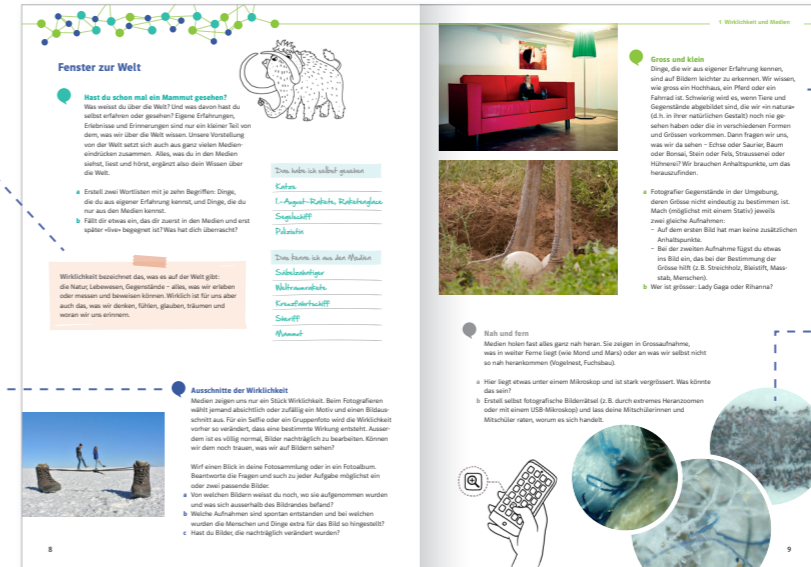 Fenster zur Welt
Hast du schon mal ein Mammut gesehen?
Was weisst du über die Welt? Und was davon hast du
selbst erfahren oder gesehen? Eigene Erfahrungen,
Erlebnisse und Erinnerungen sind nur ein kleiner Teil von
dem, was wir über die Welt wissen. Unsere Vorstellung
von der Welt setzt sich auch aus ganz vielen Medien-
eindrücken zusammen. Alles, was du in den Medien
siehst, liest und hörst, ergänzt also dein Wissen über
die Welt.
a Erstell zwei Wortlisten mit je zehn Begriffen: Dinge,
die du aus eigener Erfahrung kennst, und Dinge, die du
nur aus den Medien kennst.
b Fällt dir etwas ein, das dir zuerst in den Medien und erst
später «live» begegnet ist? Was hat dich überrascht?
Das habe ich selbst gesehen
Katze
1.-August-Rakete, Raketenglace
Segelschiff
Polizistin
Das kenne ich aus den Medien
Säbelzahntiger
Weltraumrakete
Kreuzfahrtschiff
Sheriff
Mammut
Wirklichkeit bezeichnet das, was es auf der Welt gibt:
die Natur, Lebewesen, Gegenstände – alles, was wir erleben
oder messen und beweisen können. Wirklich ist für uns aber
auch das, was wir denken, fühlen, glauben, träumen und
woran wir uns erinnern.
Ausschnitte der Wirklichkeit
Medien zeigen uns nur ein Stück Wirklichkeit. Beim Fotografieren
wählt jemand absichtlich oder zufällig ein Motiv und einen Bildaus-
schnitt aus. Für ein Selfie oder ein Gruppenfoto wird die Wirklichkeit
vorher so verändert, dass eine bestimmte Wirkung entsteht. Ausser-
dem ist es völlig normal, Bilder nachträglich zu bearbeiten. Können
wir dem noch trauen, was wir auf Bildern sehen?
Wirf einen Blick in deine Fotosammlung oder in ein Fotoalbum.
Beantworte die Fragen und such zu jeder Aufgabe möglichst ein
oder zwei passende Bilder.
a Von welchen Bildern weisst du noch, wo sie aufgenommen wurden
und was sich ausserhalb des Bildrandes befand?
b Welche Aufnahmen sind spontan entstanden und bei welchen
wurden die Menschen und Dinge extra für das Bild so hingestellt?
c Hast du Bilder, die nachträglich verändert wurden?
8
1 Wirklichkeit und Medien
Gross und klein
Dinge, die wir aus eigener Erfahrung kennen,
sind auf Bildern leichter zu erkennen. Wir wissen,
wie gross ein Hochhaus, ein Pferd oder ein
Fahrrad ist. Schwierig wird es, wenn Tiere und
Gegenstände abgebildet sind, die wir «in natura»
(d. h. in ihrer natürlichen Gestalt) noch nie ge-
sehen haben oder die in verschiedenen Formen
und Grössen vorkommen. Dann fragen wir uns,
was wir da sehen – Echse oder Saurier, Baum
oder Bonsai, Stein oder Fels, Straussenei oder
Hühnerei? Wir brauchen Anhaltspunkte, um das
herauszufinden.
a Fotografier Gegenstände in der Umgebung,
deren Grösse nicht eindeutig zu bestimmen ist.
Mach (möglichst mit einem Stativ) jeweils
zwei gleiche Aufnahmen:
– Auf dem ersten Bild hat man keine zusätzlichen
Anhaltspunkte.
– Bei der zweiten Aufnahme fügst du etwas
ins Bild ein, das bei der Bestimmung der
Grösse hilft (z. B. Streichholz, Bleistift, Mass-
stab, Menschen).
b Wer ist grösser: Lady Gaga oder Rihanna?
Nah und fern
Medien holen fast alles ganz nah heran. Sie zeigen in Grossaufnahme,
was in weiter Ferne liegt (wie Mond und Mars) oder an was wir selbst nicht
so nah herankommen (Vogelnest, Fuchsbau).
a Hier liegt etwas unter einem Mikroskop und ist stark vergrössert. Was könnte
das sein?
b Erstell selbst fotografische Bilderrätsel (z. B. durch extremes Heranzoomen
oder mit einem USB-Mikroskop) und lass deine Mitschülerinnen und
Mitschüler raten, worum es sich handelt.
9